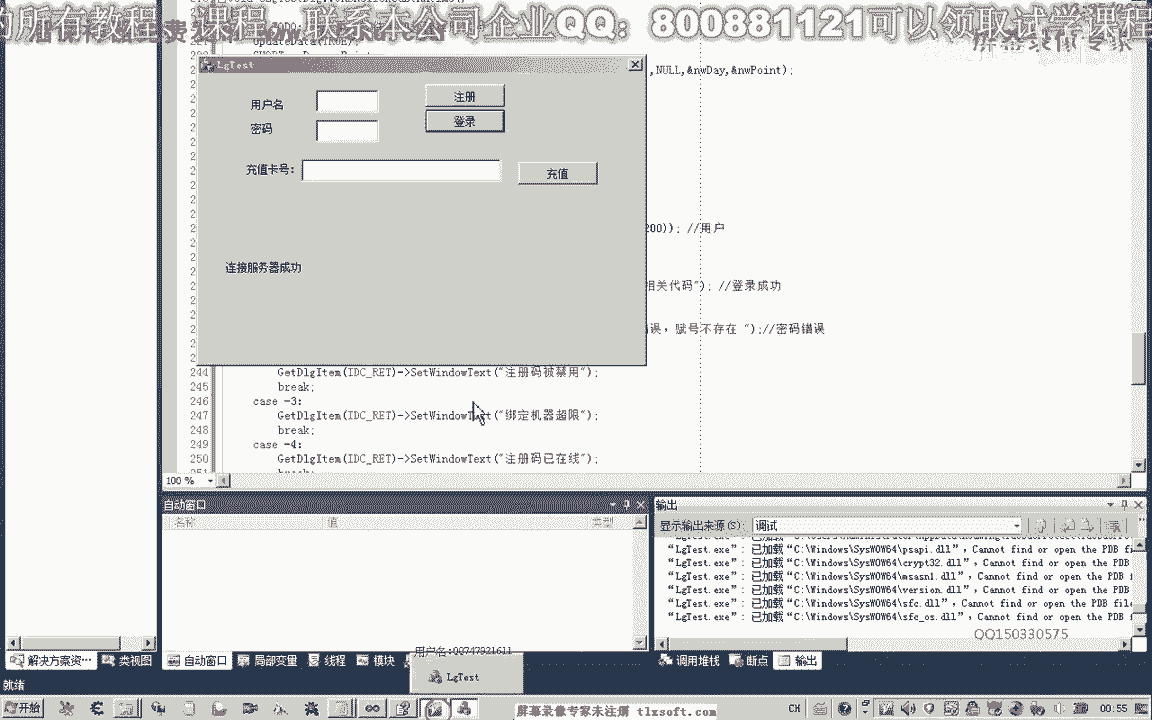 的所有教程 课程，联系本公司企业QQ：800881121可以领取试学课程
屏幕录像专家
UpdateData(TRUE);
LgTest
,NULL,&nwDay,&nwPoint);
用户名
注册
密码
登录
充值卡号：
充值
200)); //用户
连接服务器成功
相关代码"); //登录成功
误，赋号不存在 ");//密码错误
244 GetDlgItem(IDC_RET)->SetWindowText("注册码被禁用");
245 break;
246 case -3:
247 GetDlgItem(IDC_RET)->SetWindowText("绑定机器超限");
248 break;
249 case -4:
250 GetDlgItem(IDC_RET)->SetWindowText("注册码已在线");
100 %
自动窗口
名称 值 类型
输出
显示输出来源(S)： 调试
“LgTest.exe”: 已加载“C:\Windows\SysWOW64\psapi.dll”，Cannot find or open the PDB fi
“LgTest.exe”: 已加载“C:\Windows\SysWOW64\crypt32.dll”，Cannot find or open the PDB
“LgTest.exe”: 已加载“C:\Windows\SysWOW64\msasn1.dll”，Cannot find or open the PDB f
“LgTest.exe”: 已加载“C:\Windows\SysWOW64\version.dll”，Cannot find or open the PDB
“LgTest.exe”: 已加载“C:\Windows\SysWOW64\sfc.dll”，Cannot find or open the PDB file
“LgTest.exe”: 已加载“C:\Windows\SysWOW64\sfc_os.dll”，Cannot find or open the PDB
QQ150330575
解决方案资… 类视图 自动窗口 局部变量 线程 模块
用户名:QQ747921611
调用堆栈 断点 输出
LgTest
就绪
开始
屏幕录像专家未注册 tlxsoft.com
CH
00:55